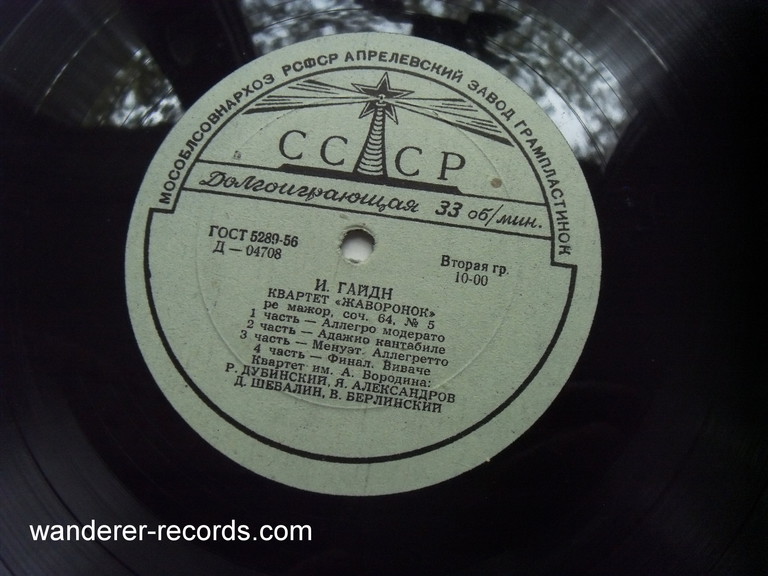 МОСОБЛСОВНАРХОЗ РСФСР АПРЕЛЕВСКИЙ ЗАВОД ГРАМПЛАСТИНОК
СССР
Долгоиграющая 33 об/мин.
ГОСТ 5289-56
Д — 04708
Вторая гр.
10-00
И. ГАЙДН
КВАРТЕТ «ЖАВОРОНОК»
ре мажор, соч. 64, № 5
1 часть — Аллегро модерато
2 часть — Адажио кантабиле
3 часть — Менуэт. Аллегретто
4 часть — Финал. Виваче
Квартет им. А. Бородина:
Р. ДУБИНСКИЙ, Я. АЛЕКСАНДРОВ
Д. ШЕБАЛИН, В. БЕРЛИНСКИЙ
wanderer-records.com